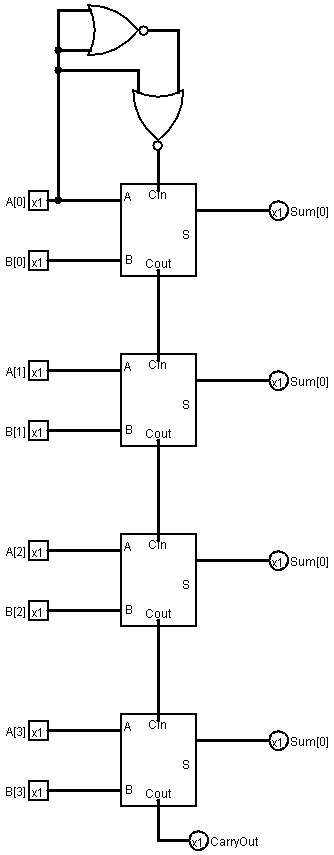 Cin
A[0] x1 A x1 Sum[0]
S
B[0] x1 B Cout
Cin
A[1] x1 A x1 Sum[0]
S
B[1] x1 B Cout
Cin
A[2] x1 A x1 Sum[0]
S
B[2] x1 B Cout
Cin
A[3] x1 A x1 Sum[0]
S
B[3] x1 B Cout
x1 CarryOut